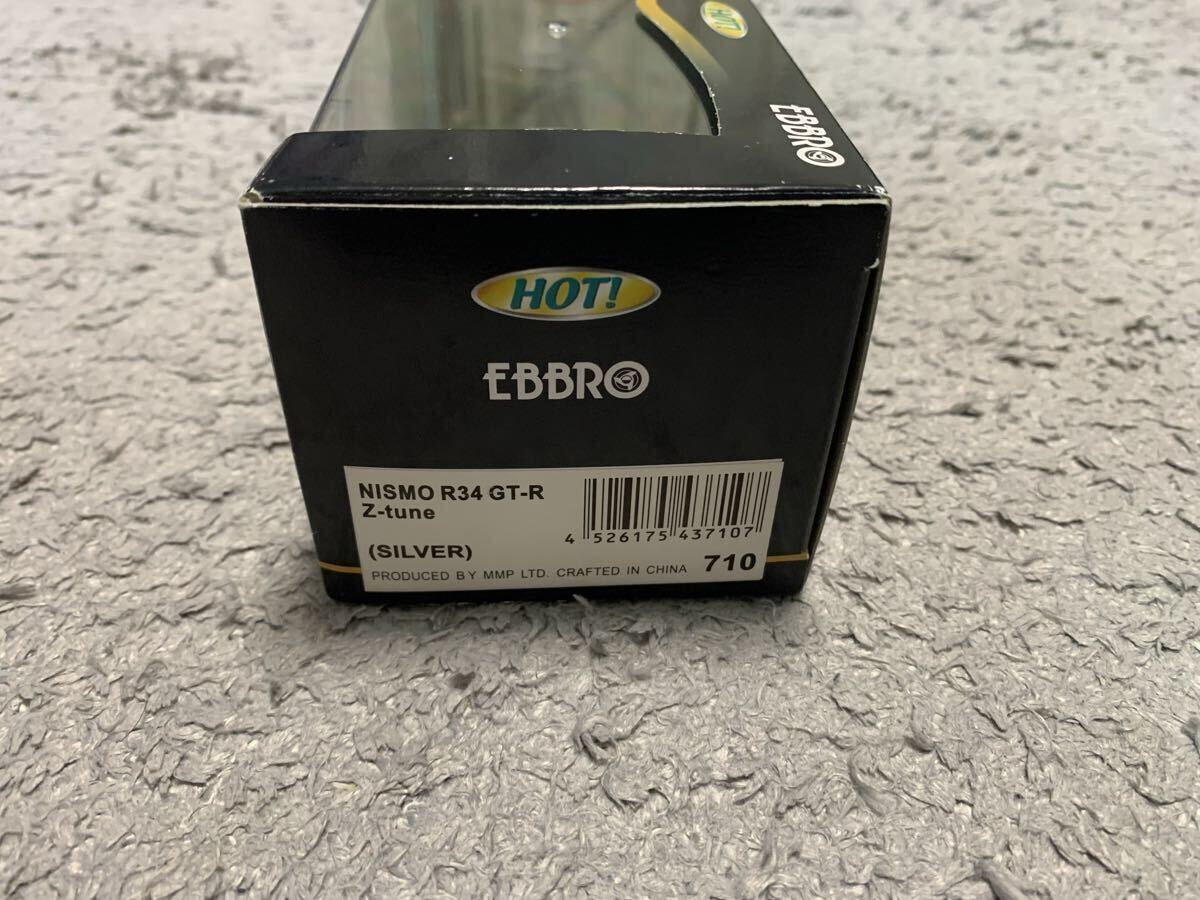 HOT!
EBBRO
HOT!
EBBRO
NISMO R34 GT-R
Z-tune
(SILVER)
4 526175 437107
PRODUCED BY MMP LTD. CRAFTED IN CHINA 710